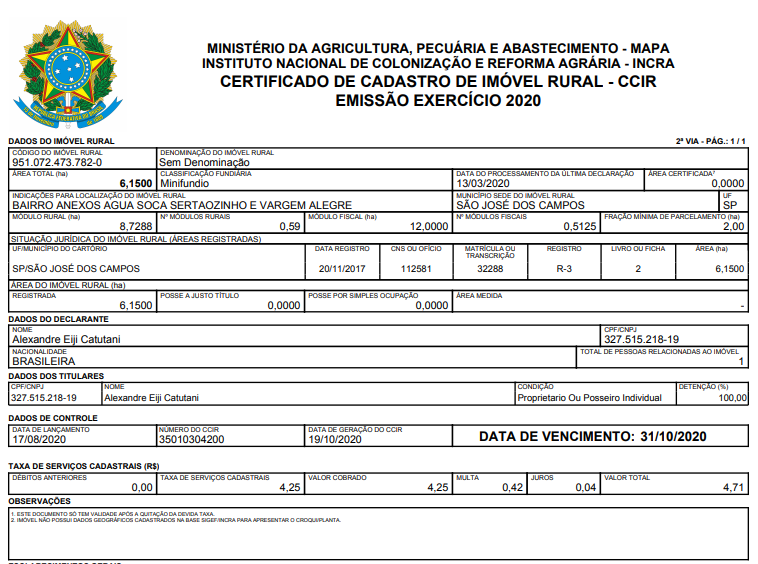 MINISTÉRIO DA AGRICULTURA, PECUÁRIA E ABASTECIMENTO - MAPA
INSTITUTO NACIONAL DE COLONIZAÇÃO E REFORMA AGRÁRIA - INCRA
CERTIFICADO DE CADASTRO DE IMÓVEL RURAL - CCIR
EMISSÃO EXERCÍCIO 2020
DADOS DO IMÓVEL RURAL 2ª VIA - PÁG.: 1 / 1
CÓDIGO DO IMÓVEL RURAL DENOMINAÇÃO DO IMÓVEL RURAL
951.072.473.782-0 Sem Denominação
ÁREA TOTAL (ha) CLASSIFICAÇÃO FUNDIÁRIA DATA DO PROCESSAMENTO DA ÚLTIMA DECLARAÇÃO ÁREA CERTIFICADA¹
6,1500 Minifundio 13/03/2020 0,0000
INDICAÇÕES PARA LOCALIZAÇÃO DO IMÓVEL RURAL MUNICÍPIO SEDE DO IMÓVEL RURAL UF
BAIRRO ANEXOS AGUA SOCA SERTAOZINHO E VARGEM ALEGRE SÃO JOSÉ DOS CAMPOS SP
MÓDULO RURAL (ha) Nº MÓDULOS RURAIS MÓDULO FISCAL (ha) Nº MÓDULOS FISCAIS FRAÇÃO MÍNIMA DE PARCELAMENTO (ha)
8,7288 0,59 12,0000 0,5125 2,00
SITUAÇÃO JURÍDICA DO IMÓVEL RURAL (ÁREAS REGISTRADAS)
UF/MUNICÍPIO DO CARTÓRIO DATA REGISTRO CNS OU OFÍCIO MATRÍCULA OU TRANSCRIÇÃO REGISTRO LIVRO OU FICHA ÁREA (ha)
SP/SÃO JOSÉ DOS CAMPOS 20/11/2017 112581 32288 R-3 2 6,1500
ÁREA DO IMÓVEL RURAL (ha)
REGISTRADA POSSE A JUSTO TÍTULO POSSE POR SIMPLES OCUPAÇÃO ÁREA MEDIDA
6,1500 0,0000 0,0000 -
DADOS DO DECLARANTE
NOME CPF/CNPJ
Alexandre Eiji Catutani 327.515.218-19
NACIONALIDADE TOTAL DE PESSOAS RELACIONADAS AO IMÓVEL
BRASILEIRA 1
DADOS DOS TITULARES
CPF/CNPJ NOME CONDIÇÃO DETENÇÃO (%)
327.515.218-19 Alexandre Eiji Catutani Proprietario Ou Posseiro Individual 100,00
DADOS DE CONTROLE
DATA DE LANÇAMENTO NÚMERO DO CCIR DATA DE GERAÇÃO DO CCIR DATA DE VENCIMENTO: 31/10/2020
17/08/2020 35010304200 19/10/2020
TAXA DE SERVIÇOS CADASTRAIS (R$)
DÉBITOS ANTERIORES TAXA DE SERVIÇOS CADASTRAIS VALOR COBRADO MULTA JUROS VALOR TOTAL
0,00 4,25 4,25 0,42 0,04 4,71
OBSERVAÇÕES
1. ESTE DOCUMENTO SÓ TEM VALIDADE APÓS A QUITAÇÃO DA DEVIDA TAXA.
2. IMÓVEL NÃO POSSUI DADOS GEOGRÁFICOS CADASTRADOS NA BASE SIGEF/INCRA PARA APRESENTAR O CROQUI/PLANTA.